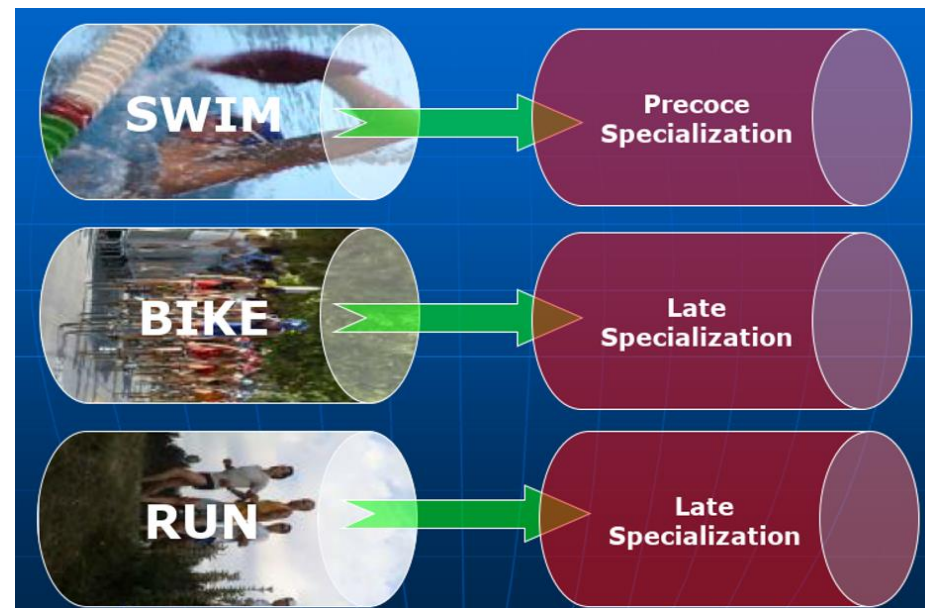 SWIM
Precoce
Specialization
BIKE
Late
Specialization
RUN
Late
Specialization